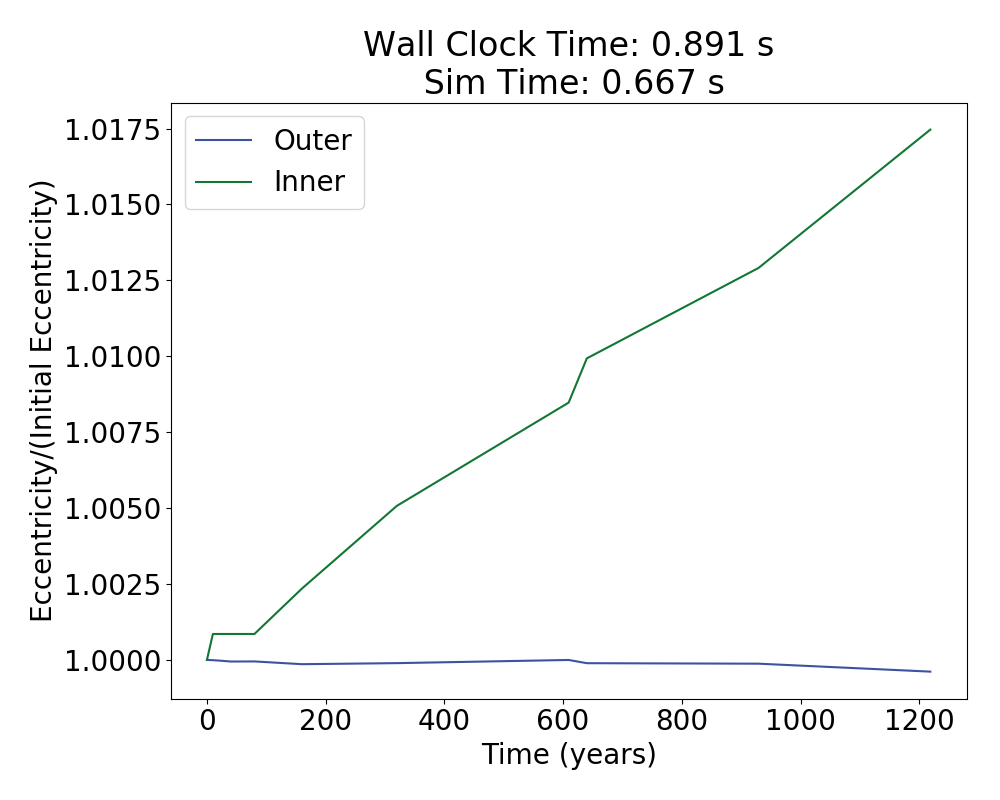 Wall Clock Time: 0.891 s
Sim Time: 0.667 s
Outer
Inner
Eccentricity/(Initial Eccentricity)
1.0175
1.0150
1.0125
1.0100
1.0075
1.0050
1.0025
1.0000
0 200 400 600 800 1000 1200
Time (years)